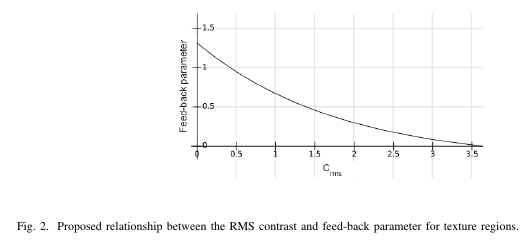 1.5
1
0.5
0
Feed-back parameter
0 0.5 1 1.5 2 2.5 3 3.5
C rms
Fig. 2. Proposed relationship between the RMS contrast and feed-back parameter for texture regions.